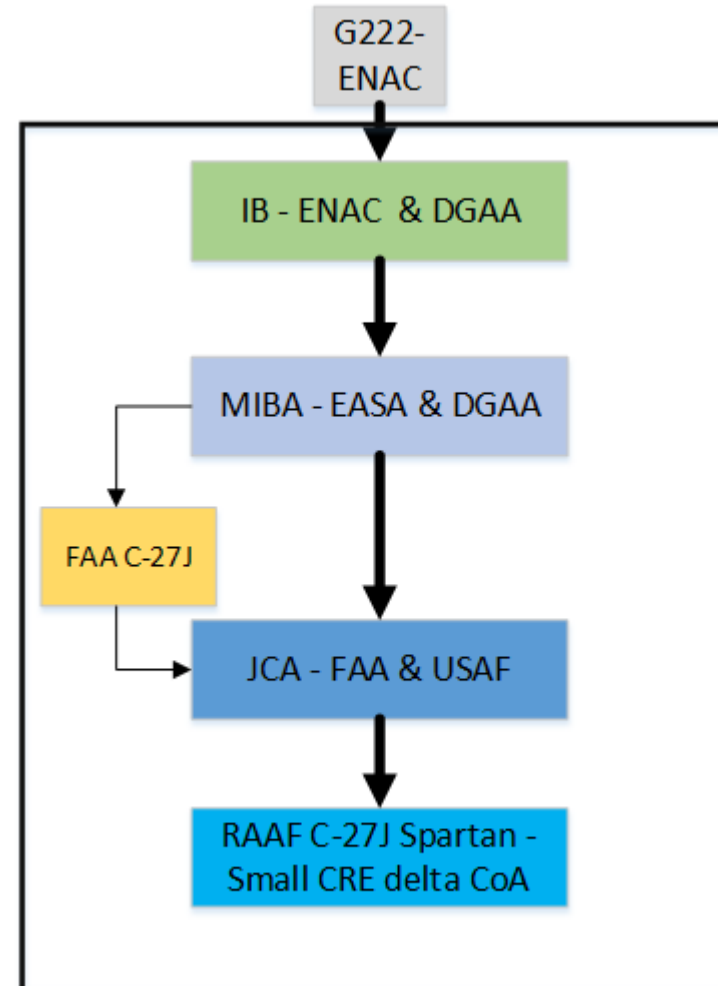 G222-
ENAC
IB - ENAC & DGAA
MIBA - EASA & DGAA
FAA C-27J
JCA - FAA & USAF
RAAF C-27J Spartan -
Small CRE delta CoA